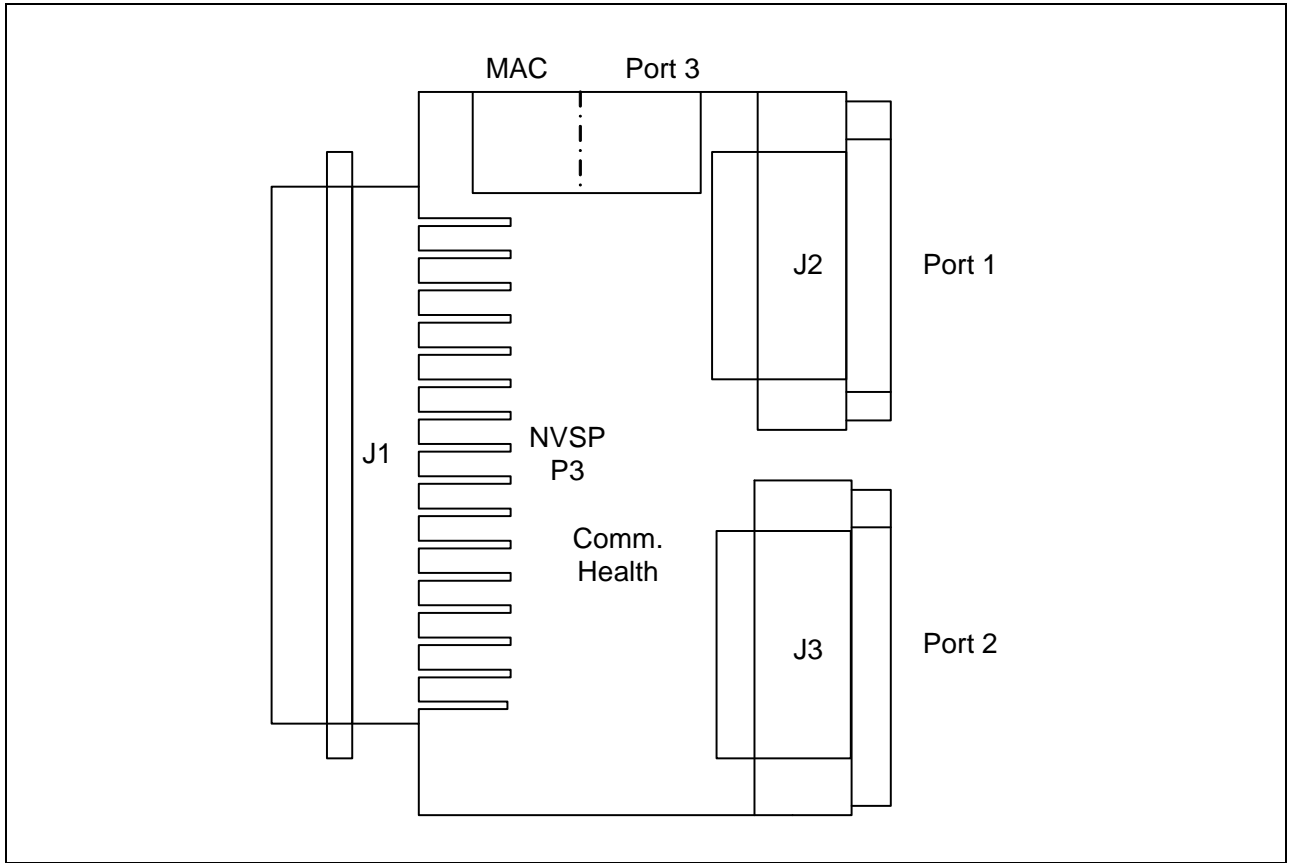 MAC
Port 3
J2
Port 1
J1
NVSP
P3
Comm.
Health
J3
Port 2